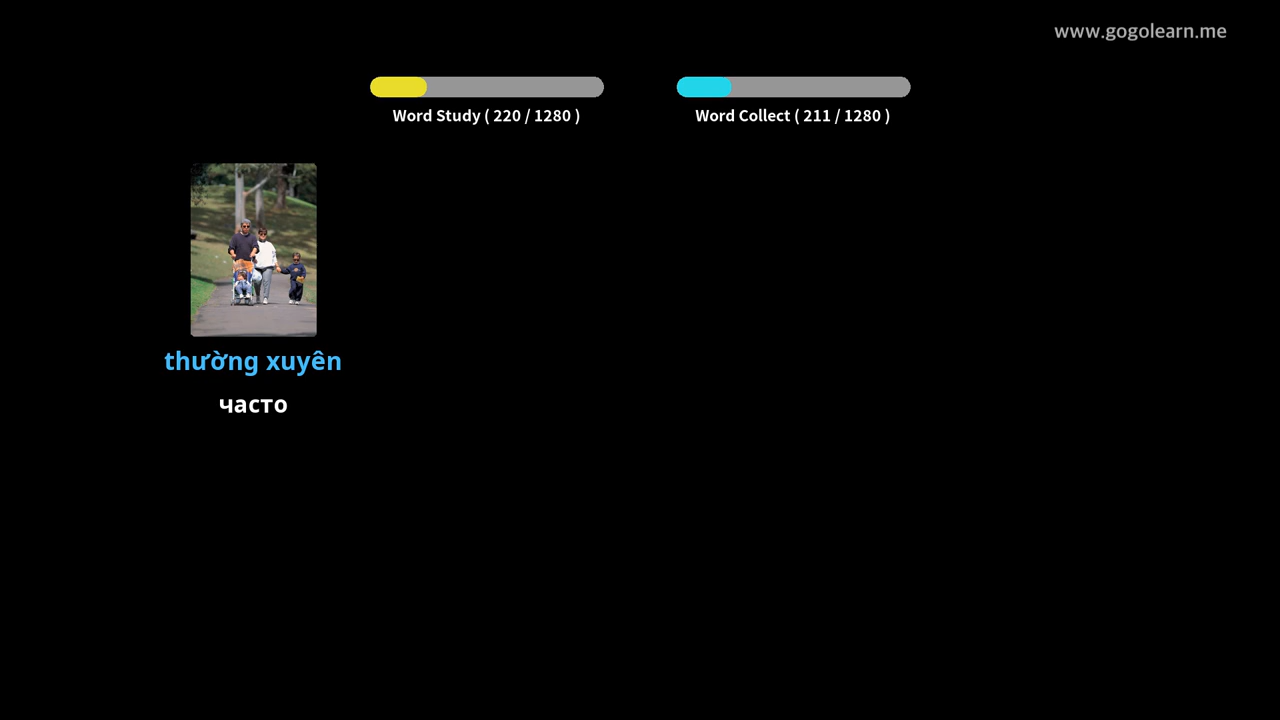 www.gogolearn.me
Word Study ( 220 / 1280 )
Word Collect ( 211 / 1280 )
thường xuyên
часто